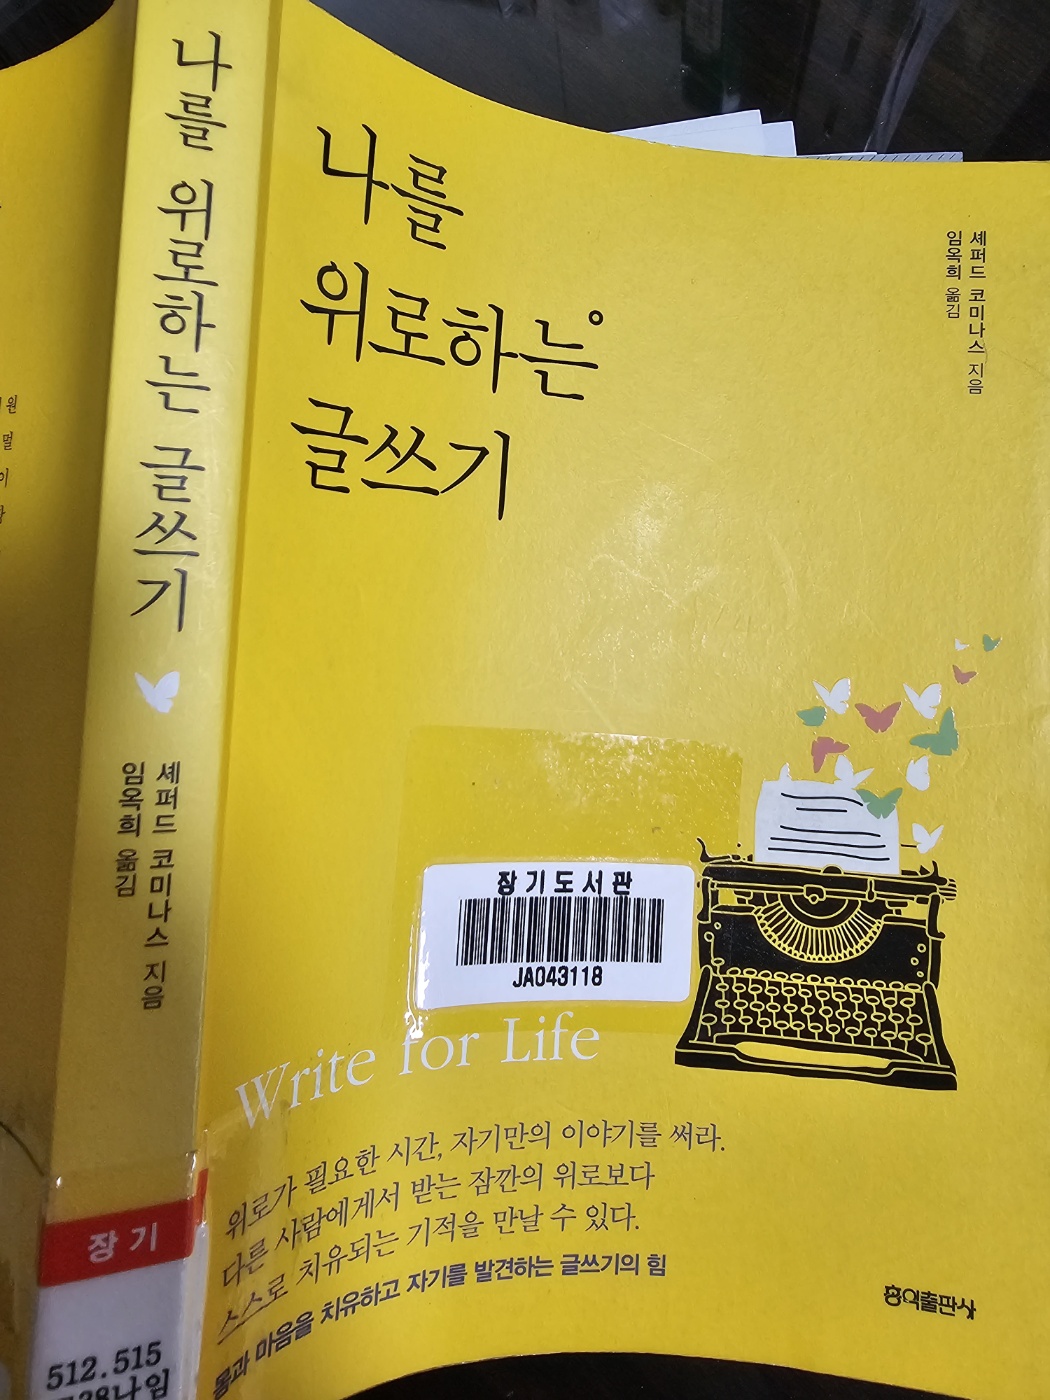 나를 위로하는 글쓰기
셰퍼드 코미나스 지음
임옥희 옮김
장기
512.515
나를
위로하는
글쓰기
셰퍼드 코미나스 지음
임옥희 옮김
장기도서관
JA043118
Write for Life
위로가 필요한 시간, 자기만의 이야기를 써라.
다른 사람에게서 받는 잠깐의 위로보다
스스로 치유되는 기적을 만날 수 있다.
몸과 마음을 치유하고 자기를 발견하는 글쓰기의 힘
흥익출판사